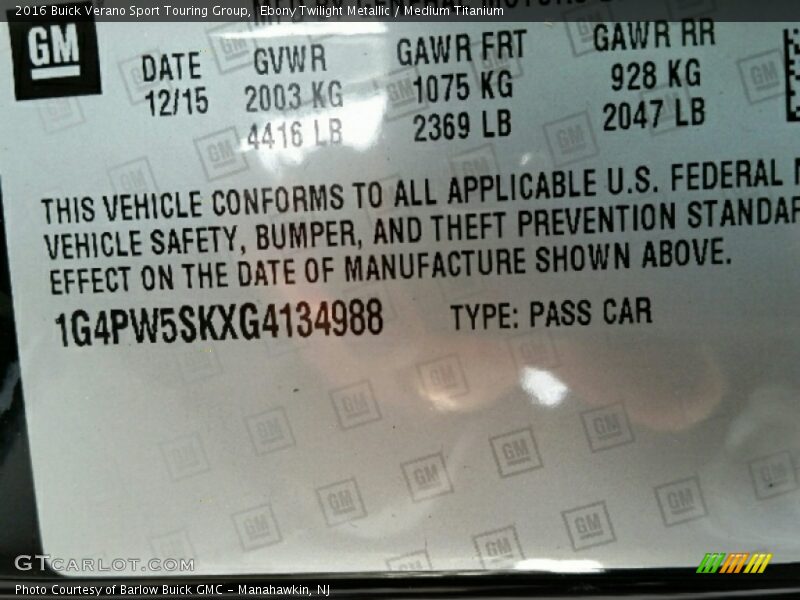 2016 Buick Verano Sport Touring Group, Ebony Twilight Metallic / Medium Titanium
GM
DATE GVWR GAWR FRT GAWR RR
12/15 2003 KG 1075 KG 928 KG
4416 LB 2369 LB 2047 LB
THIS VEHICLE CONFORMS TO ALL APPLICABLE U.S. FEDERAL
VEHICLE SAFETY, BUMPER, AND THEFT PREVENTION STANDAR
EFFECT ON THE DATE OF MANUFACTURE SHOWN ABOVE.
1G4PW5SKXG4134988 TYPE: PASS CAR
GTCARLOT.COM
Photo Courtesy of Barlow Buick GMC - Manahawkin, NJ